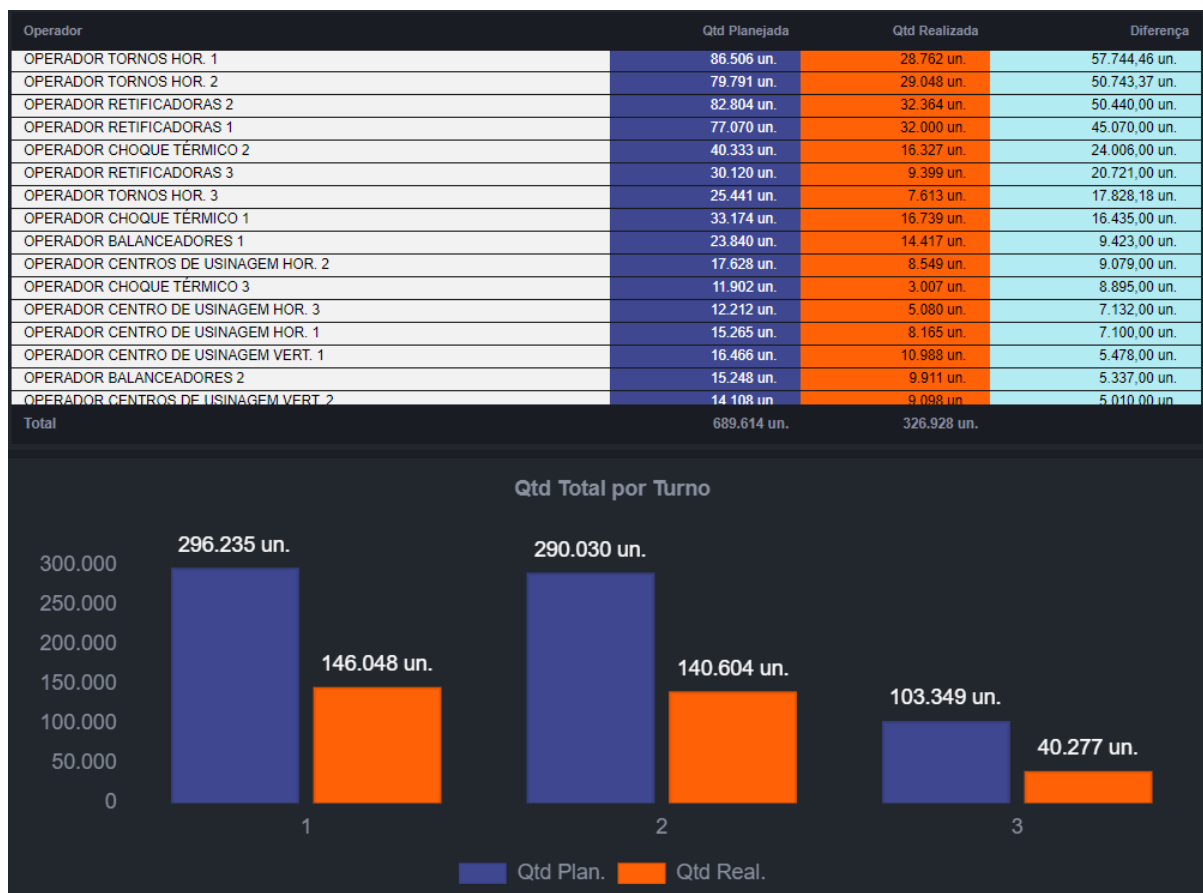 Operador Qtd Planejada Qtd Realizada Diferença
OPERADOR TORNOS HOR. 1 86.506 un. 28.762 un. 57.744,46 un.
OPERADOR TORNOS HOR. 2 79.791 un. 29.048 un. 50.743,37 un.
OPERADOR RETIFICADORAS 2 82.804 un. 32.364 un. 50.440,00 un.
OPERADOR RETIFICADORAS 1 77.070 un. 32.000 un. 45.070,00 un.
OPERADOR CHOQUE TÉRMICO 2 40.333 un. 16.327 un. 24.006,00 un.
OPERADOR RETIFICADORAS 3 30.120 un. 9.399 un. 20.721,00 un.
OPERADOR TORNOS HOR. 3 25.441 un. 7.613 un. 17.828,18 un.
OPERADOR CHOQUE TÉRMICO 1 33.174 un. 16.739 un. 16.435,00 un.
OPERADOR BALANCEADORES 1 23.840 un. 14.417 un. 9.423,00 un.
OPERADOR CENTROS DE USINAGEM HOR. 2 17.628 un. 8.549 un. 9.079,00 un.
OPERADOR CHOQUE TÉRMICO 3 11.902 un. 3.007 un. 8.895,00 un.
OPERADOR CENTRO DE USINAGEM HOR. 3 12.212 un. 5.080 un. 7.132,00 un.
OPERADOR CENTRO DE USINAGEM HOR. 1 15.265 un. 8.165 un. 7.100,00 un.
OPERADOR CENTRO DE USINAGEM VERT. 1 16.466 un. 10.988 un. 5.478,00 un.
OPERADOR BALANCEADORES 2 15.248 un. 9.911 un. 5.337,00 un.
OPERADOR CENTROS DE USINAGEM VERT. 2 14.108 un. 9.098 un. 5.010,00 un.
Total 689.614 un. 326.928 un.
Qtd Total por Turno
296.235 un. 290.030 un.
300.000
250.000
200.000
146.048 un. 140.604 un.
150.000
103.349 un.
100.000
50.000
40.277 un.
0
1 2 3
Qtd Plan. Qtd Real.